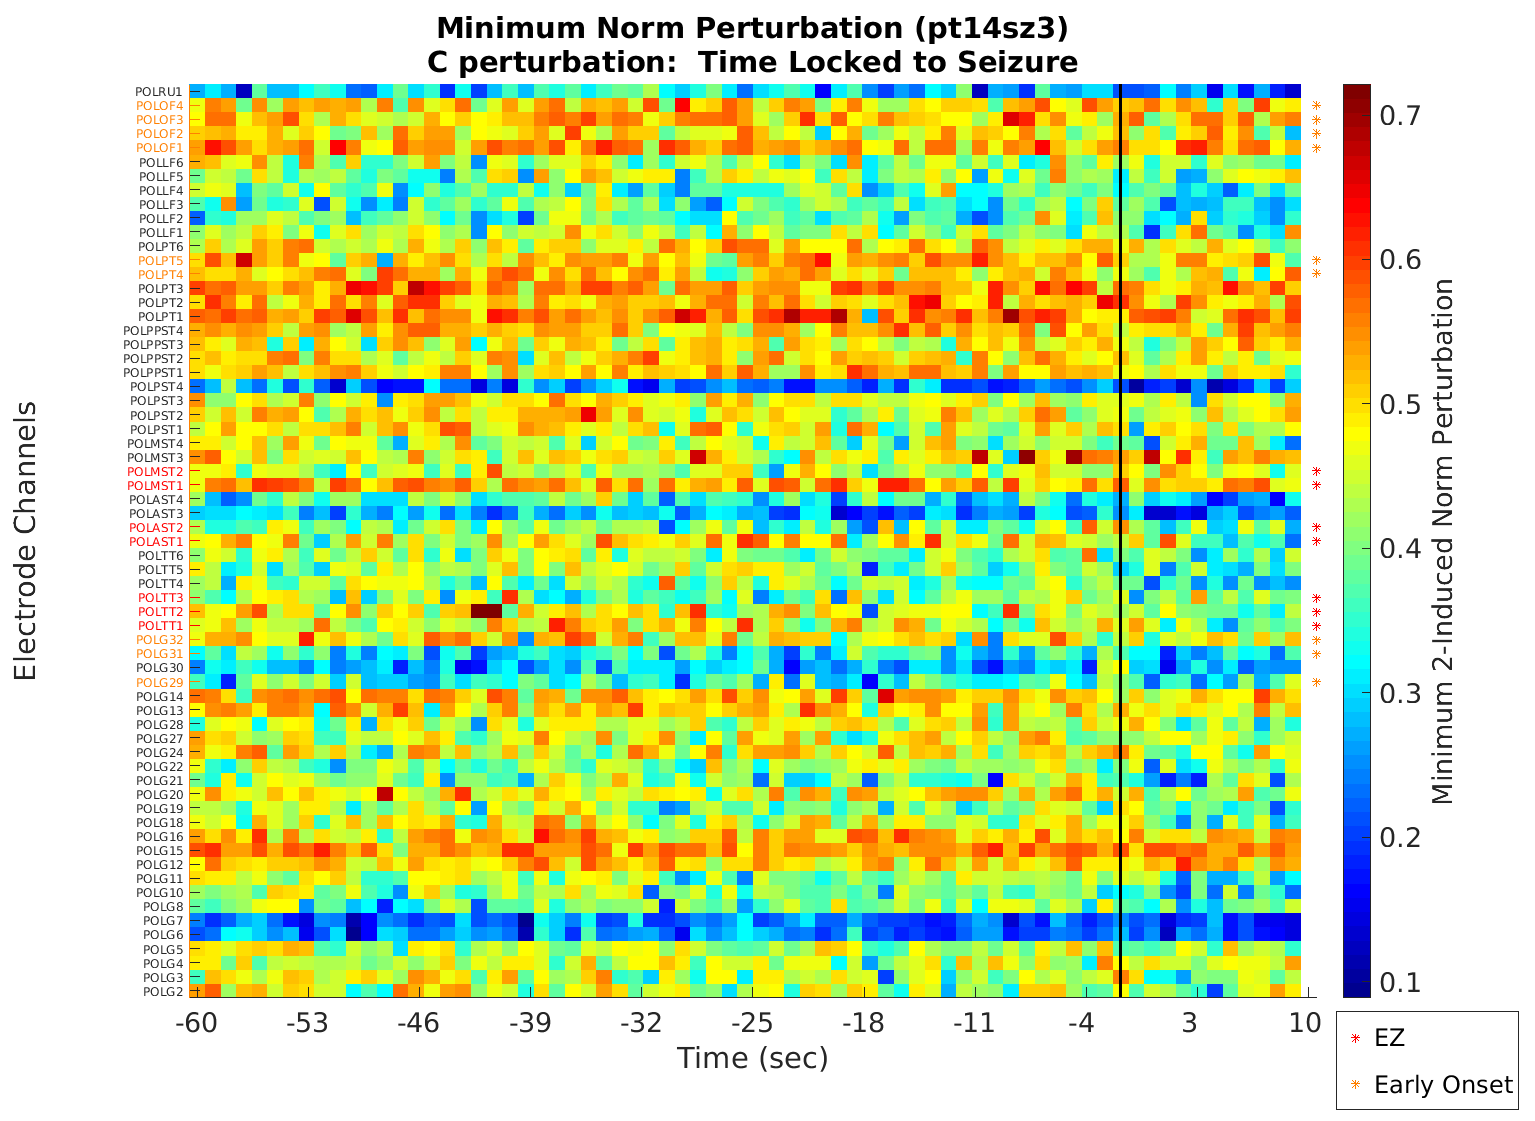 Minimum Norm Perturbation (pt14sz3)
C perturbation:  Time Locked to Seizure
Electrode Channels
POLRU1
POLOF4
POLOF3
POLOF2
POLOF1
POLLF6
POLLF5
POLLF4
POLLF3
POLLF2
POLLF1
POLPT6
POLPT5
POLPT4
POLPT3
POLPT2
POLPT1
POLPPST4
POLPPST3
POLPPST2
POLPPST1
POLPST4
POLPST3
POLPST2
POLPST1
POLMST4
POLMST3
POLMST2
POLMST1
POLAST4
POLAST3
POLAST2
POLAST1
POLTT6
POLTT5
POLTT4
POLTT3
POLTT2
POLTT1
POLG32
POLG31
POLG30
POLG29
POLG14
POLG13
POLG28
POLG27
POLG24
POLG22
POLG21
POLG20
POLG19
POLG18
POLG16
POLG15
POLG12
POLG11
POLG10
POLG8
POLG7
POLG6
POLG5
POLG4
POLG3
POLG2
-60 -53 -46 -39 -32 -25 -18 -11 -4 3 10
Time (sec)
0.7
0.6
0.5
0.4
0.3
0.2
0.1
Minimum 2-Induced Norm Perturbation
EZ
Early Onset